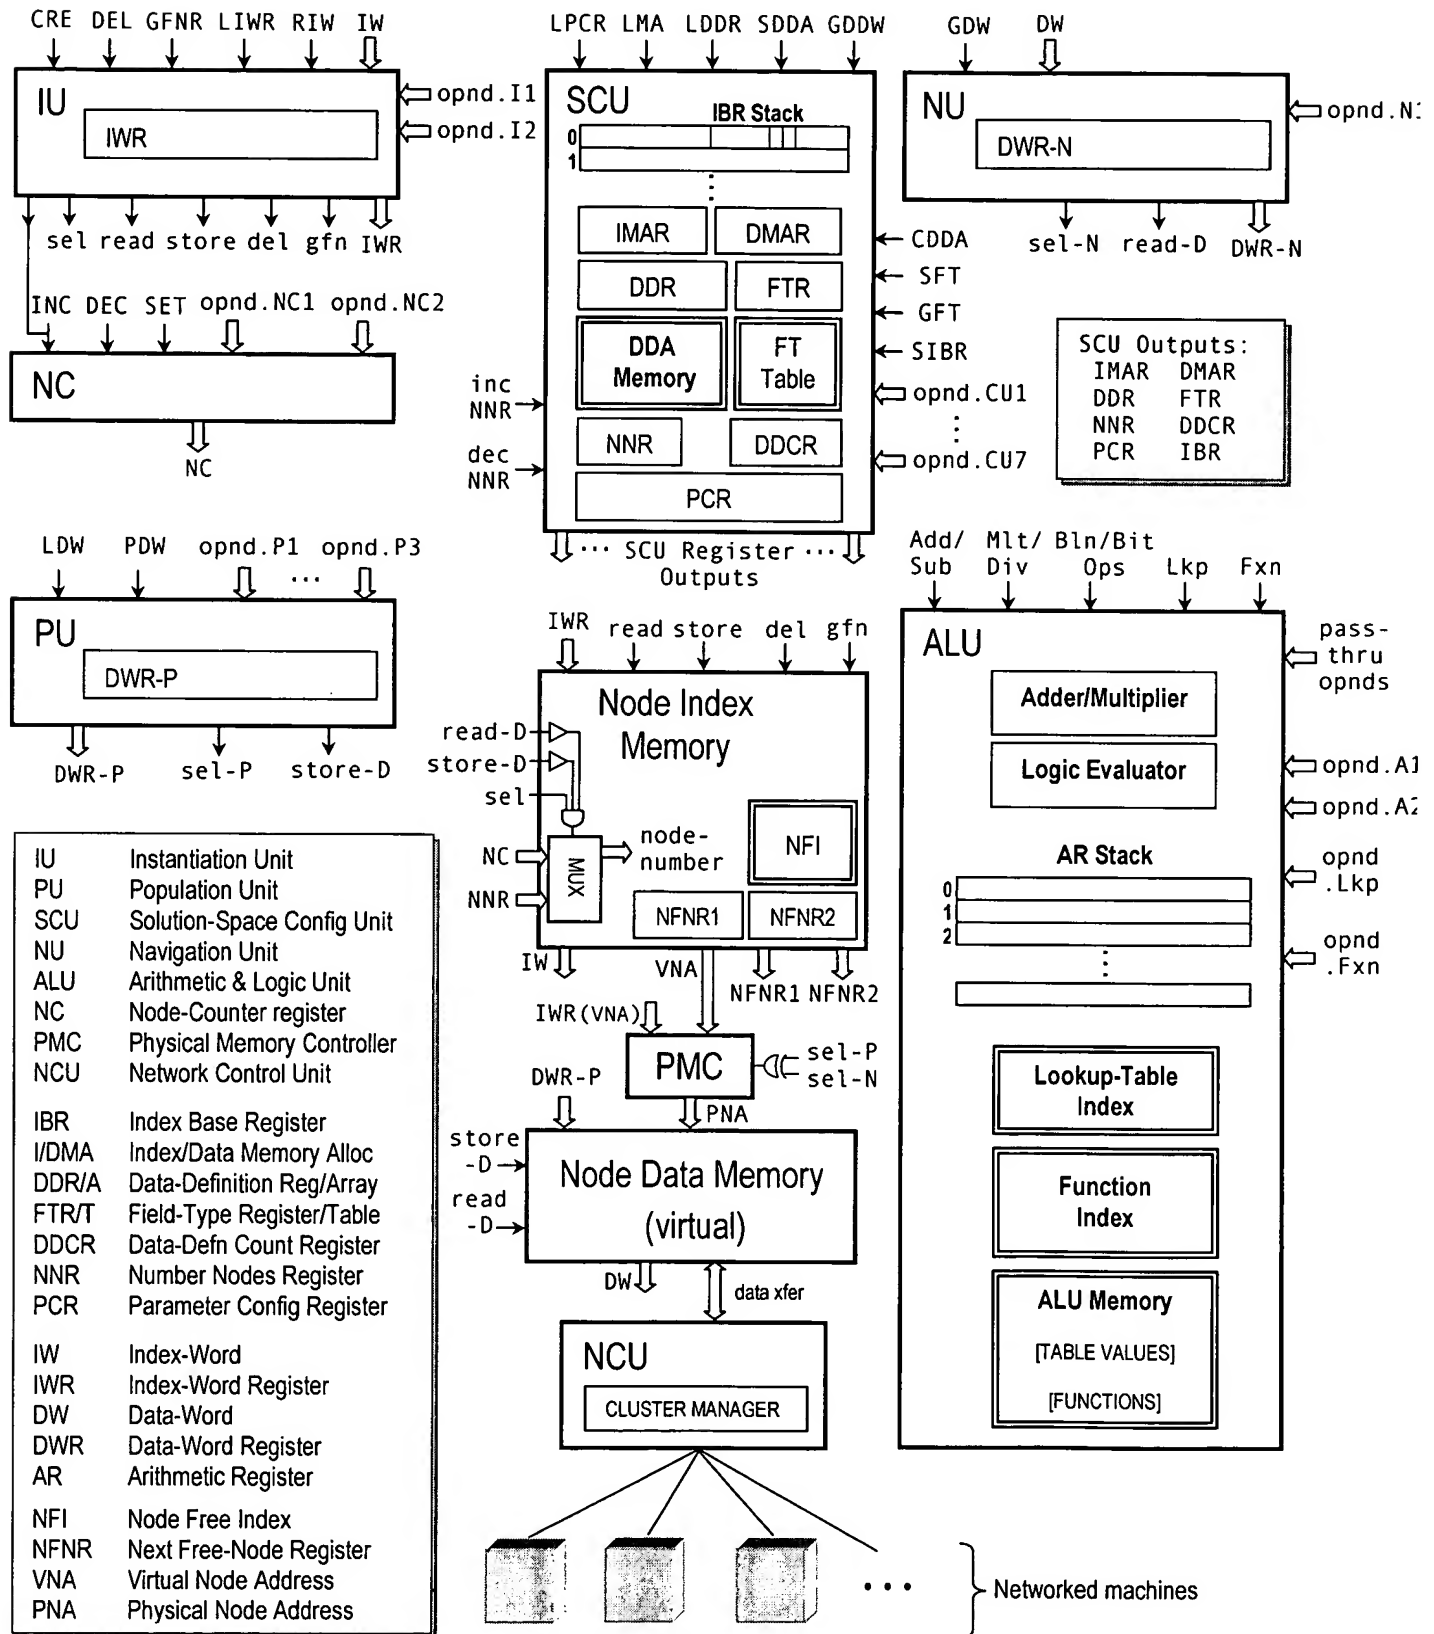 CRE DEL GFNR LIWR RIW IW
IU
IWR
opnd.I1
opnd.I2
sel read store del gfn IWR
INC DEC SET opnd.NC1 opnd.NC2
NC
NC
LPCR LMA LDDR SDDA GDDW
SCU
IBR Stack
0
1
IMAR DMAR
DDR FTR
DDA Memory
FT Table
NNR DDCR
PCR
CDDA
SFT
GFT
SIBR
opnd.CU1
opnd.CU7
inc NNR
dec NNR
SCU Register Outputs
GDW DW
NU
DWR-N
sel-N read-D DWR-N
SCU Outputs:
IMAR DMAR
DDR FTR
NNR DDCR
PCR IBR
LDW PDW opnd.P1 ... opnd.P3
PU
DWR-P
DWR-P sel-P store-D
IWR read store del gfn
Node Index
Memory
read-D
store-D
sel
NC
NNR
MUX
node-
number
NFI
NFNR1 NFNR2
IW VNA NFNR1 NFNR2
IWR(VNA)
PMC
sel-P
sel-N
DWR-P
PNA
store
-D
read
-D
Node Data Memory
(virtual)
DW
data xfer
NCU
CLUSTER MANAGER
Networked machines
Add/ Mlt/ Bln/Bit
Sub Div Ops Lkp Fxn
ALU
Adder/Multiplier
Logic Evaluator
AR Stack
0
1
2
pass-
thru
opnds
opnd.A1
opnd
.Lkp
opnd
.Fxn
Lookup-Table
Index
Function
Index
ALU Memory
[TABLE VALUES]
[FUNCTIONS]
IU Instantiation Unit
PU Population Unit
SCU Solution-Space Config Unit
NU Navigation Unit
ALU Arithmetic & Logic Unit
NC Node-Counter register
PMC Physical Memory Controller
NCU Network Control Unit
IBR Index Base Register
I/DMA Index/Data Memory Alloc
DDR/A Data-Definition Reg/Array
FTR/T Field-Type Register/Table
DDCR Data-Defn Count Register
NNR Number Nodes Register
PCR Parameter Config Register
IW Index-Word
IWR Index-Word Register
DW Data-Word
DWR Data-Word Register
AR Arithmetic Register
NFI Node Free Index
NFNR Next Free-Node Register
VNA Virtual Node Address
PNA Physical Node Address